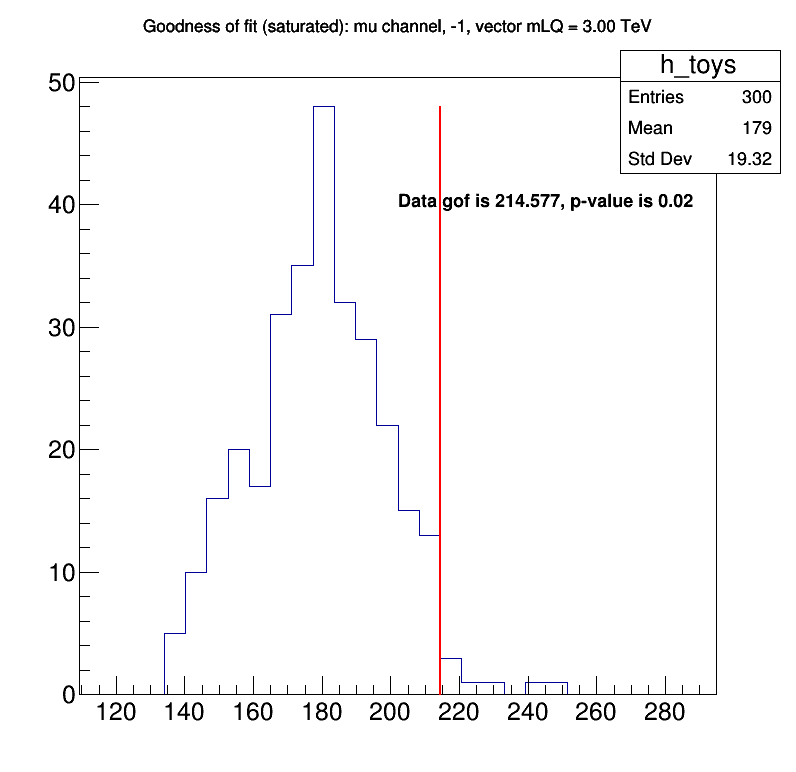 Goodness of fit (saturated): mu channel, -1, vector mLQ = 3.00 TeV
h_toys
Entries 300
Mean 179
Std Dev 19.32
Data gof is 214.577, p-value is 0.02
50
40
30
20
10
0
120 140 160 180 200 220 240 260 280